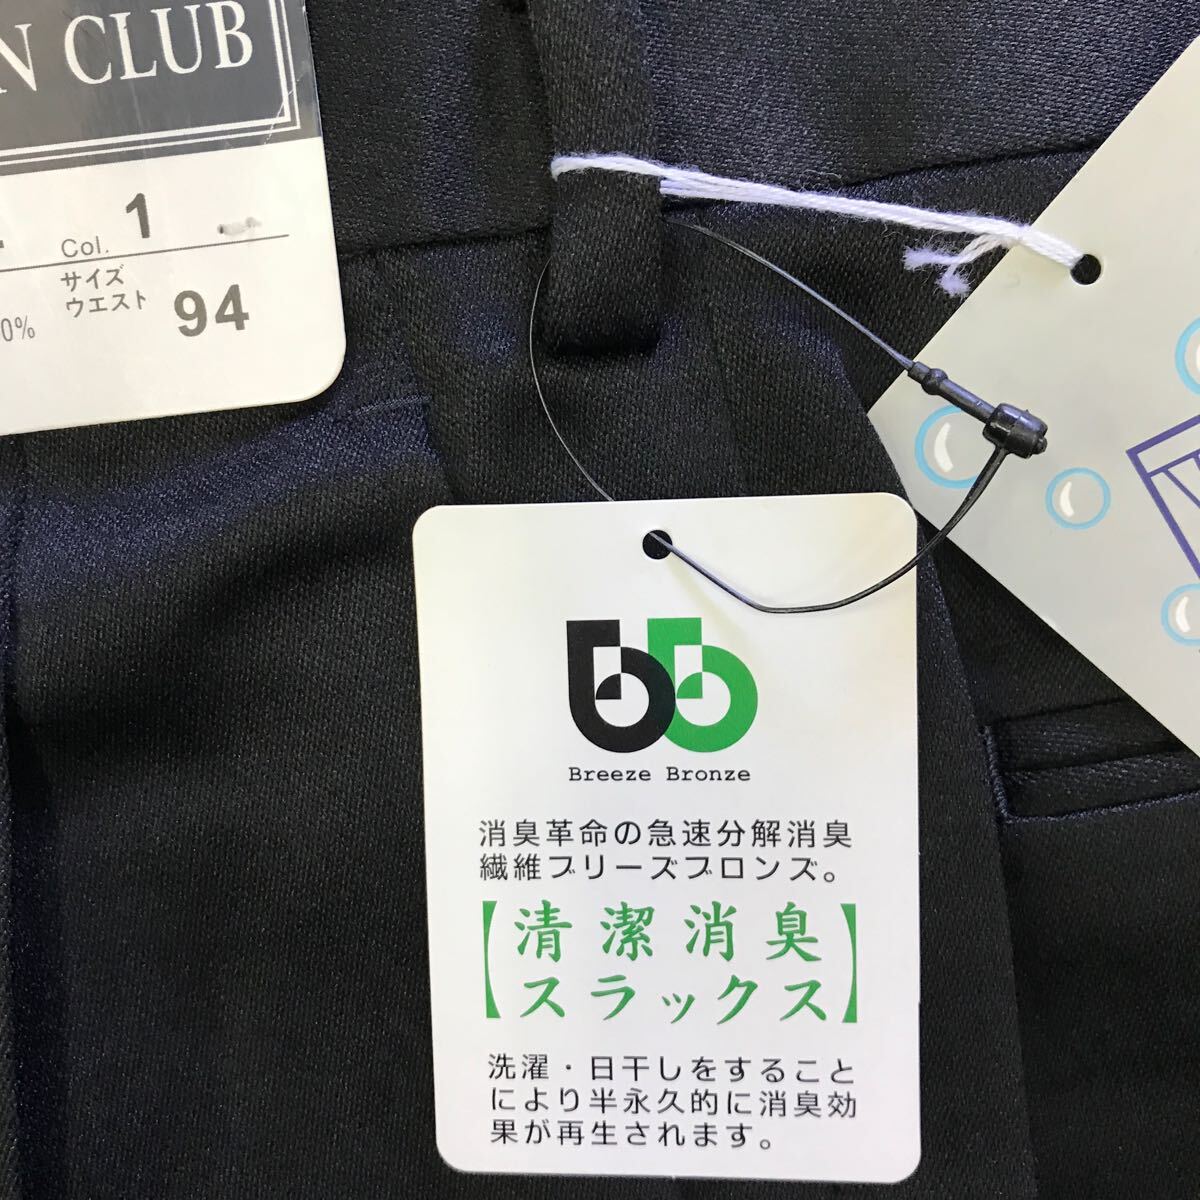 N CLUB
Col. 1
サイズ
ウエスト 94
0%
Breeze Bronze
消臭革命の急速分解消臭
繊維ブリーズブロンズ。
【清潔消臭
スラックス】
洗濯・日干しをすること
により半永久的に消臭効
果が再生されます。